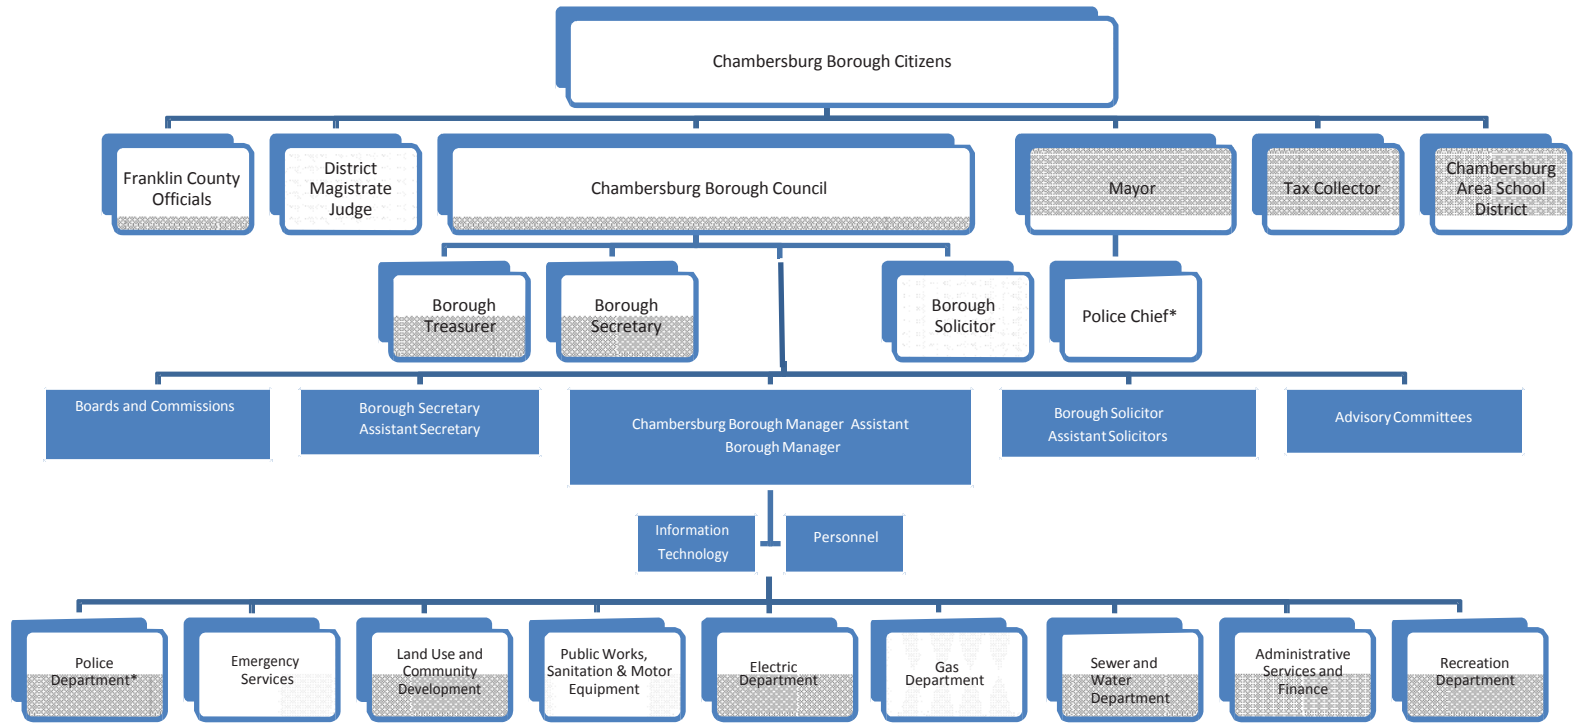 Chambersburg Borough Citizens
Franklin County
Officials
District
Magistrate
Judge
Chambersburg Borough Council
Mayor
Tax Collector
Chambersburg
Area School
District
Borough
Treasurer
Borough
Secretary
Borough
Solicitor
Police Chief*
Boards and Commissions
Borough Secretary
Assistant Secretary
Chambersburg Borough Manager Assistant
Borough Manager
Borough Solicitor
Assistant Solicitors
Advisory Committees
Information
Technology
Personnel
Police
Department*
Emergency
Services
Land Use and
Community
Development
Public Works,
Sanitation & Motor
Equipment
Electric
Department
Gas
Department
Sewer and
Water
Department
Administrative
Services and
Finance
Recreation
Department